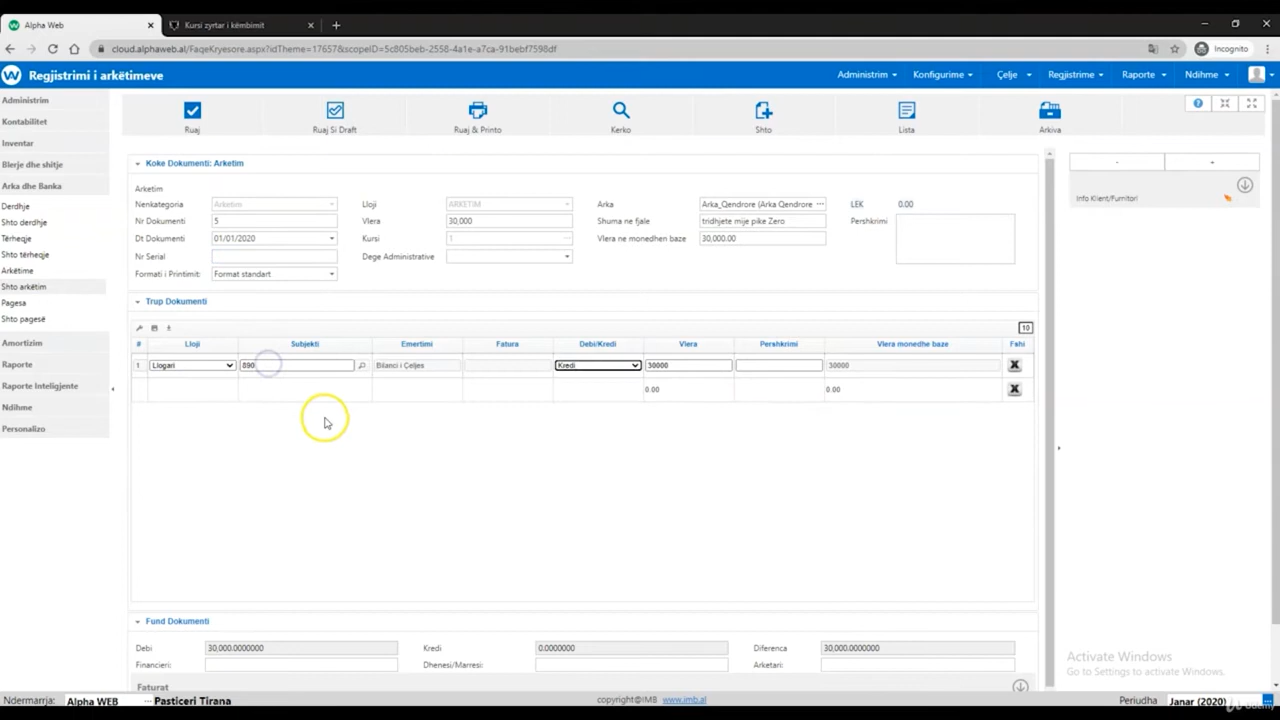 Alpha Web
Kursi zyrtar i këmbimit
cloud.alphaweb.al/FaqeKryesore.aspx?idTheme=17657&scopeID=5c805beb-2558-4a1e-a7ca-91bebf7598df
Incognito
Regjistrimi i arkëtimeve
Administrim Konfigurime Çelje Regjistrime Raporte Ndihme
Administrim
Kontabilitet
Inventar
Blerje dhe shitje
Arka dhe Banka
Derdhje
Shto derdhje
Tërheqje
Shto tërheqje
Arkëtime
Shto arkëtim
Pagesa
Shto pagesë
Amortizim
Raporte
Raporte Inteligjente
Ndihme
Personalizo
Ruaj Ruaj Si Draft Ruaj & Printo Kerko Shto Lista Arkiva
Koke Dokumenti: Arketim
Arketim
Nenkategoria Arketim Lloji ARKETIM Arka Arka_Qendrore (Arka Qendrore ... LEK 0.00
Nr Dokumenti 5 Vlera 30,000 Shuma ne fjale tridhjete mije pike Zero Pershkrimi
Dt Dokumenti 01/01/2020 Kursi 1 Vlera ne monedhen baze 30,000.00
Nr Serial Dege Administrative
Formati i Printimit: Format standart
Trup Dokumenti
10
# Lloji Subjekti Emertimi Fatura Debi/Kredi Vlera Pershkrimi Vlera monedhe baze Fshi
1 Llogari 890 Bilanci i Çeljes Kredi 30000 30000 X
0.00 0.00 X
Fund Dokumenti
Debi 30,000.0000000 Kredi 0.0000000 Diferenca 30,000.0000000
Financieri: Dhenesi/Marresi: Arketari:
Faturat
- +
Info Klient/Furnitori
Activate Windows
Go to Settings to activate Windows.
Ndermarrja: Alpha WEB ... Pasticeri Tirana copyright@IMB www.imb.al Periudha Janar (2020) ...
Udemy